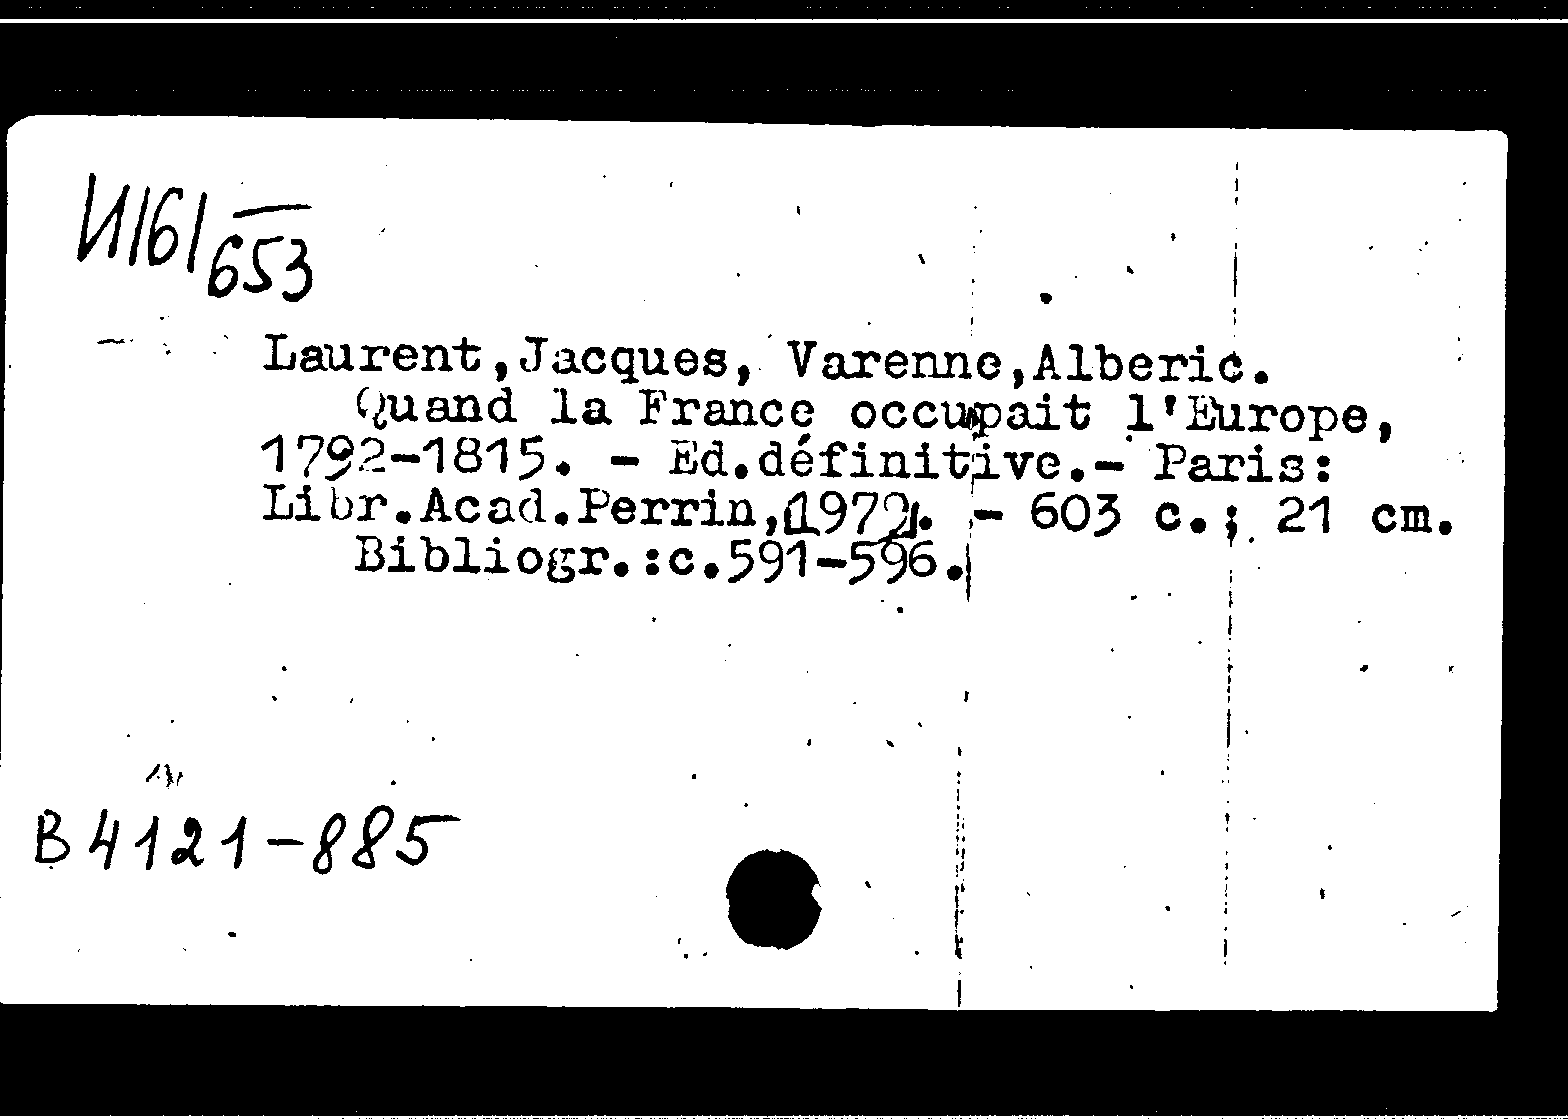 И161/653
Laurent,Jacques, Varenne,Alberic.
Quand la France occupait l'Europe,
1792-1815. - Ed.définitive.- Paris:
Libr.Acad.Perrin,[1979]. - 603 c.; 21 cm.
Bibliogr.:c.591-596.
В 4121-885